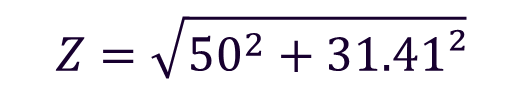 Z = √50² + 31.41²